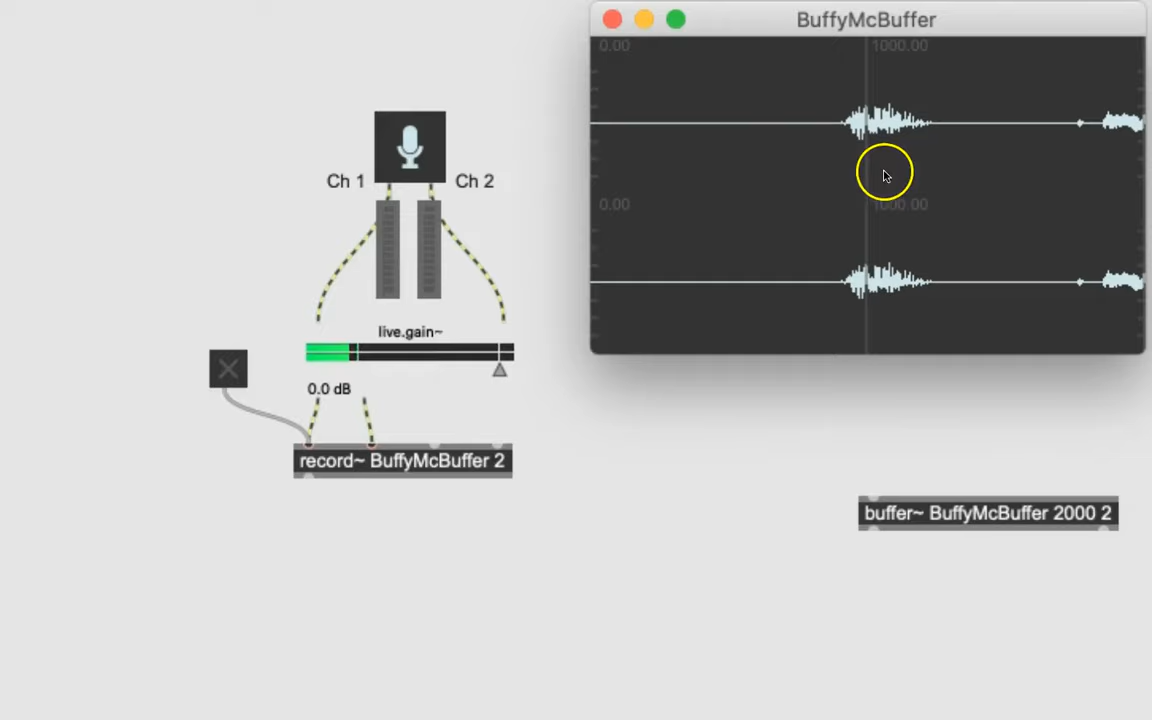 BuffyMcBuffer
0.00
1000.00
Ch 1
Ch 2
0.00
1000.00
live.gain~
0.0 dB
record~ BuffyMcBuffer 2
buffer~ BuffyMcBuffer 2000 2